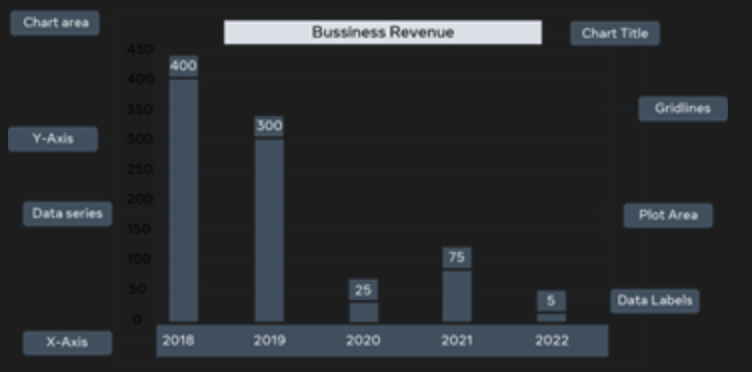 Chart area
Bussiness Revenue
Chart Title
450
400
400
350
Gridlines
300
Y-Axis
300
250
200
Data series
Plot Area
150
75
100
25
50
5
Data Labels
0
X-Axis
2018 2019 2020 2021 2022